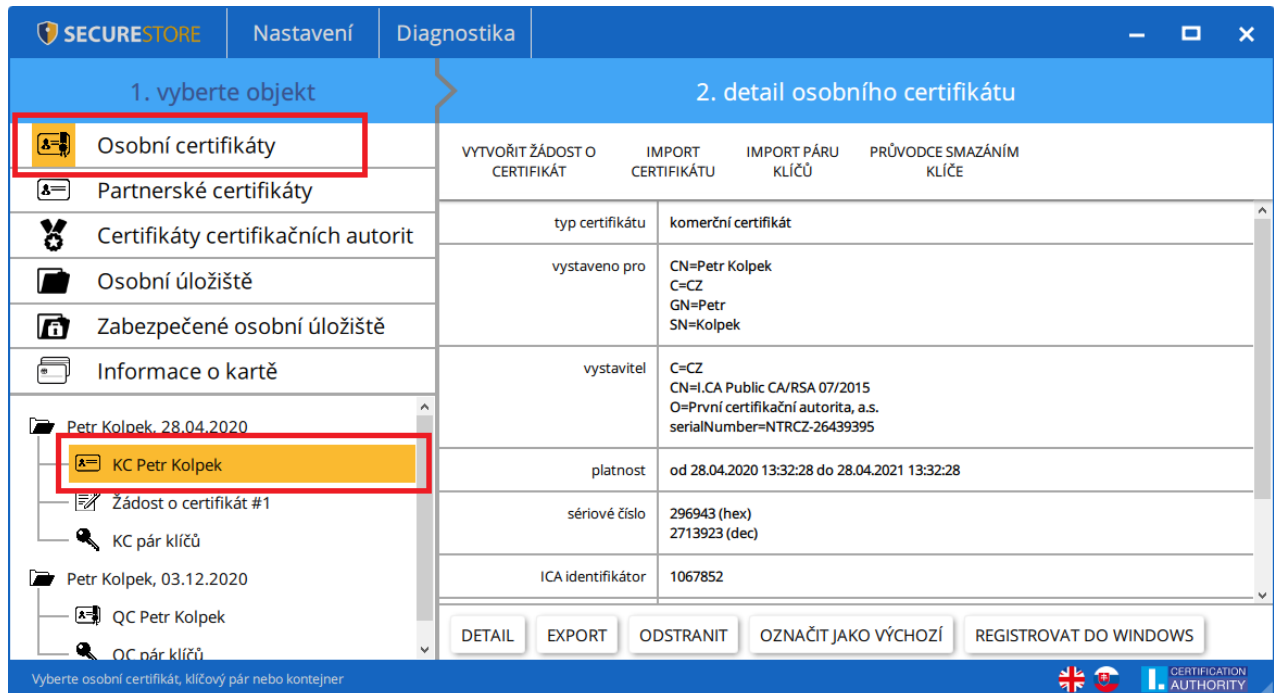 SECURESTORE
Nastavení
Diagnostika
1. vyberte objekt
2. detail osobního certifikátu
Osobní certifikáty
Partnerské certifikáty
Certifikáty certifikačních autorit
Osobní úložiště
Zabezpečené osobní úložiště
Informace o kartě
Petr Kolpek, 28.04.2020
KC Petr Kolpek
Žádost o certifikát #1
KC pár klíčů
Petr Kolpek, 03.12.2020
QC Petr Kolpek
QC pár klíčů
VYTVOŘIT ŽÁDOST O
CERTIFIKÁT
IMPORT
CERTIFIKÁTU
IMPORT PÁRU
KLÍČŮ
PRŮVODCE SMAZÁNÍM
KLÍČE
typ certifikátu
komerční certifikát
vystaveno pro
CN=Petr Kolpek
C=CZ
GN=Petr
SN=Kolpek
vystavitel
C=CZ
CN=I.CA Public CA/RSA 07/2015
O=První certifikační autorita, a.s.
serialNumber=NTRCZ-26439395
platnost
od 28.04.2020 13:32:28 do 28.04.2021 13:32:28
sériové číslo
296943 (hex)
2713923 (dec)
ICA identifikátor
1067852
DETAIL
EXPORT
ODSTRANIT
OZNAČIT JAKO VÝCHOZÍ
REGISTROVAT DO WINDOWS
Vyberte osobní certifikát, klíčový pár nebo kontejner
CERTIFICATION
AUTHORITY